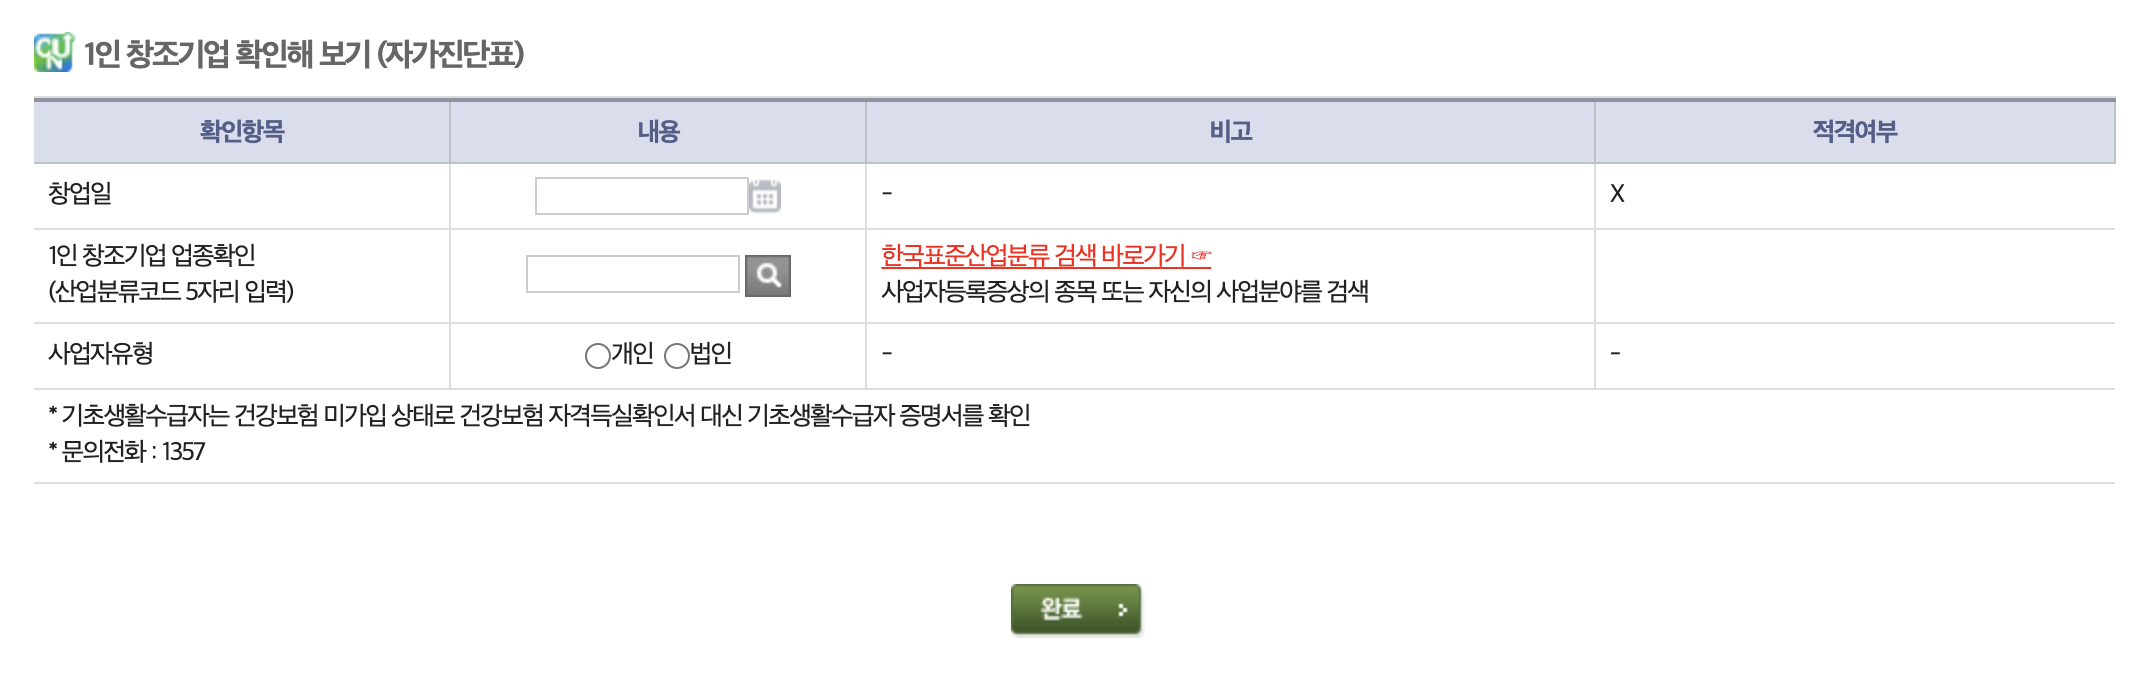 CUN
1인 창조기업 확인해 보기 (자가진단표)
확인항목 내용 비고 적격여부
창업일 - X
1인 창조기업 업종확인
(산업분류코드 5자리 입력)
한국표준산업분류 검색 바로가기 ☞
사업자등록증상의 종목 또는 자신의 사업분야를 검색
사업자유형 개인 법인 - -
* 기초생활수급자는 건강보험 미가입 상태로 건강보험 자격득실확인서 대신 기초생활수급자 증명서를 확인
* 문의전화 : 1357
완료